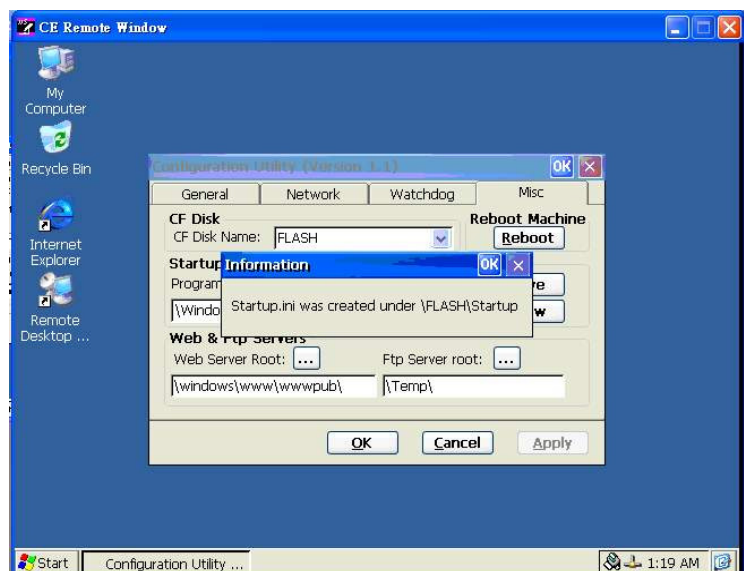 CE Remote Window
My
Computer
Recycle Bin
Internet
Explorer
Remote
Desktop ...
Configuration Utility (Version 1.1)
OK
General
Network
Watchdog
Misc
CF Disk
CF Disk Name:
FLASH
Reboot Machine
Reboot
Startup
Program
\Windo
ve
w
Information
OK
Startup.ini was created under \FLASH\Startup
Web & Ftp Servers
Web Server Root:
...
Ftp Server root:
...
\windows\www\wwwpub\
\Temp\
OK
Cancel
Apply
Start
Configuration Utility ...
1:19 AM